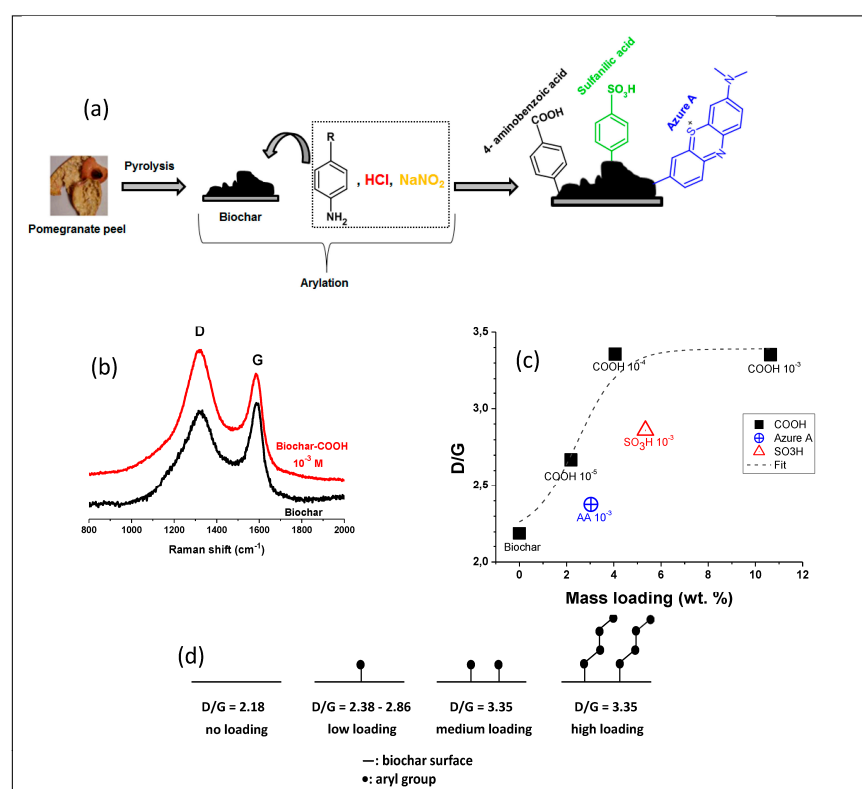 (a)
Pomegranate peel
Pyrolysis
Biochar
R
NH2
, HCl, NaNO2
Arylation
4- aminobenzoic acid
COOH
Sulfanilic acid
SO3H
Azure A
N
S+
N
(b)
D
G
Biochar-COOH
10-3 M
Biochar
800 1000 1200 1400 1600 1800 2000
Raman shift (cm-1)
(c)
D/G
3,5
3,0
2,5
2,0
COOH 10-4
COOH 10-3
SO3H 10-3
COOH 10-5
AA 10-3
Biochar
COOH
Azure A
SO3H
Fit
0 2 4 6 8 10 12
Mass loading (wt. %)
(d)
D/G = 2.18
no loading
D/G = 2.38 - 2.86
low loading
D/G = 3.35
medium loading
D/G = 3.35
high loading
—: biochar surface
●: aryl group